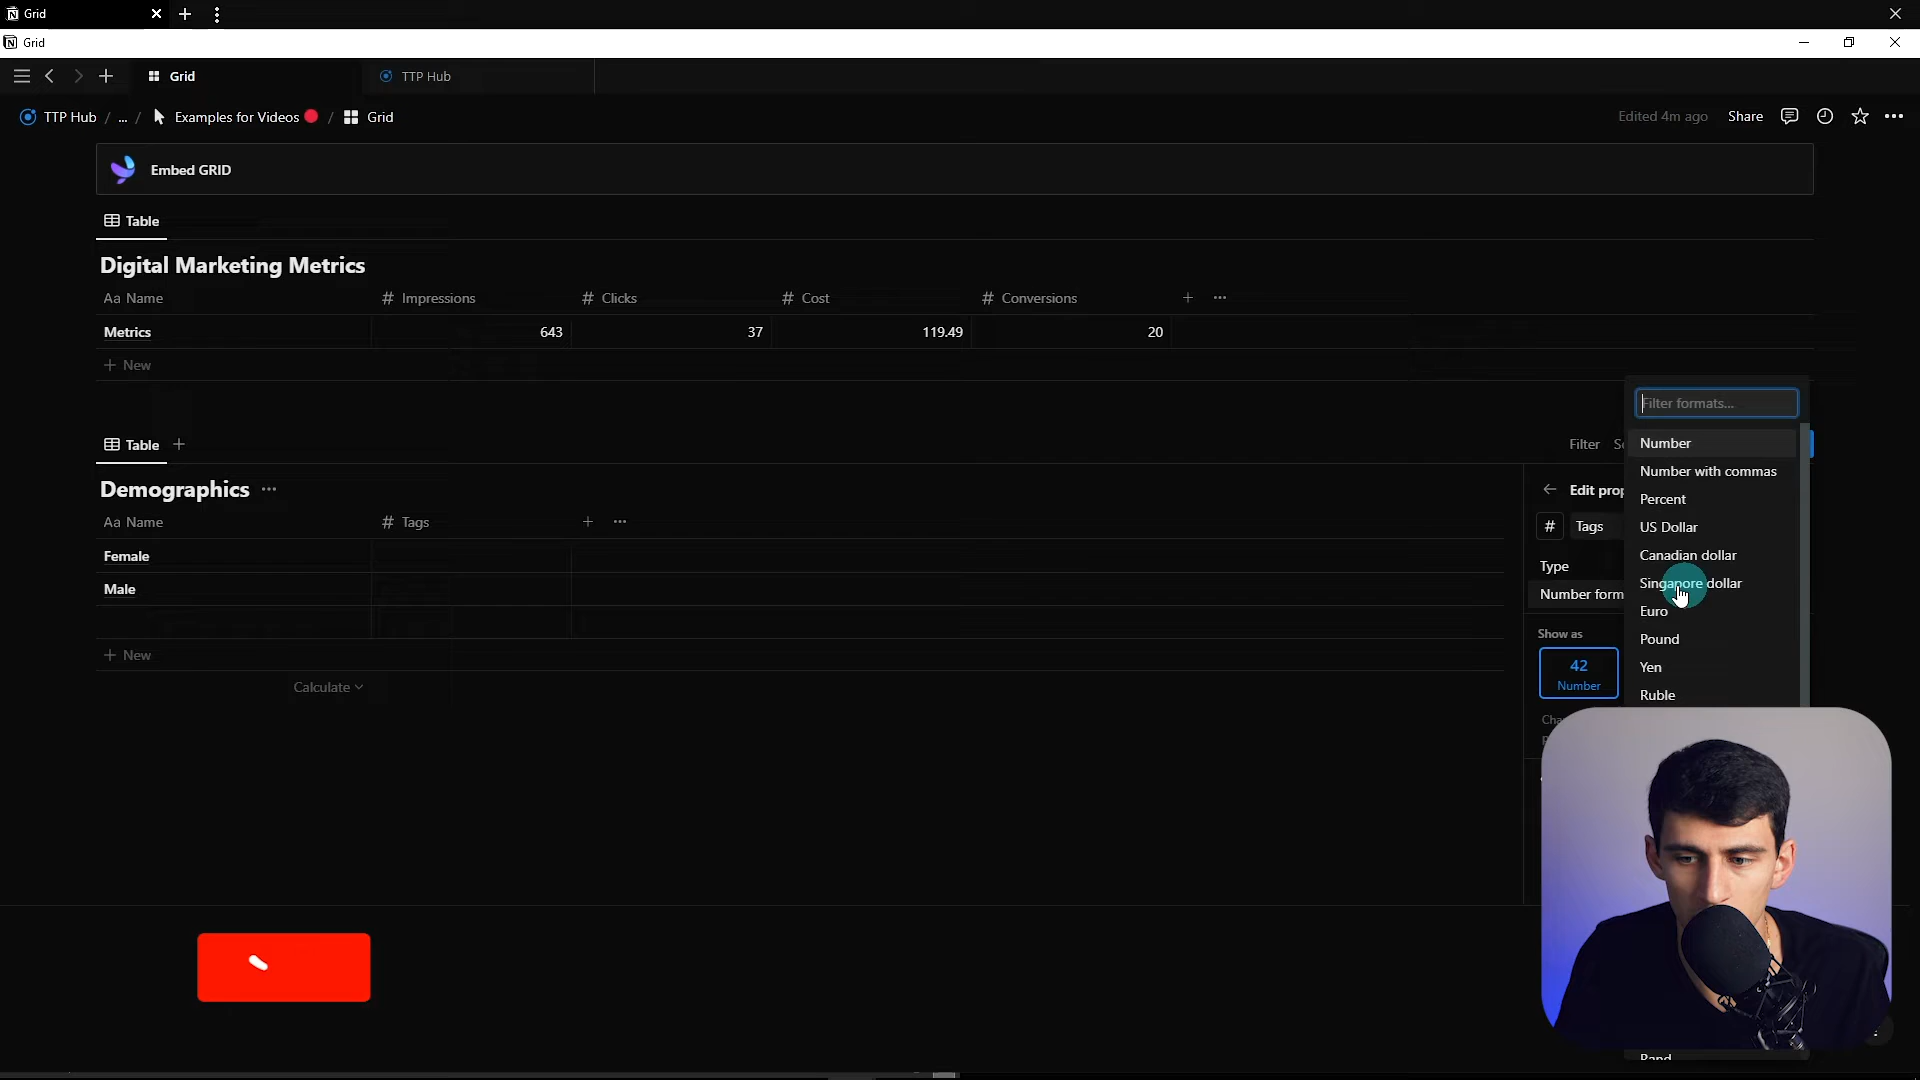 Grid
Grid
Grid
TTP Hub
TTP Hub / ... / Examples for Videos / Grid
Edited 4m ago Share
Embed GRID
Table
Digital Marketing Metrics
Aa Name # Impressions # Clicks # Cost # Conversions
Metrics 643 37 119.49 20
+ New
Filter formats...
Number
Number with commas
Percent
US Dollar
Canadian dollar
Singapore dollar
Euro
Pound
Yen
Ruble
Table
Filter
Demographics
Aa Name # Tags
Female
Male
+ New
Calculate
Edit
# Tags
Type
Number
Show as
42
Number